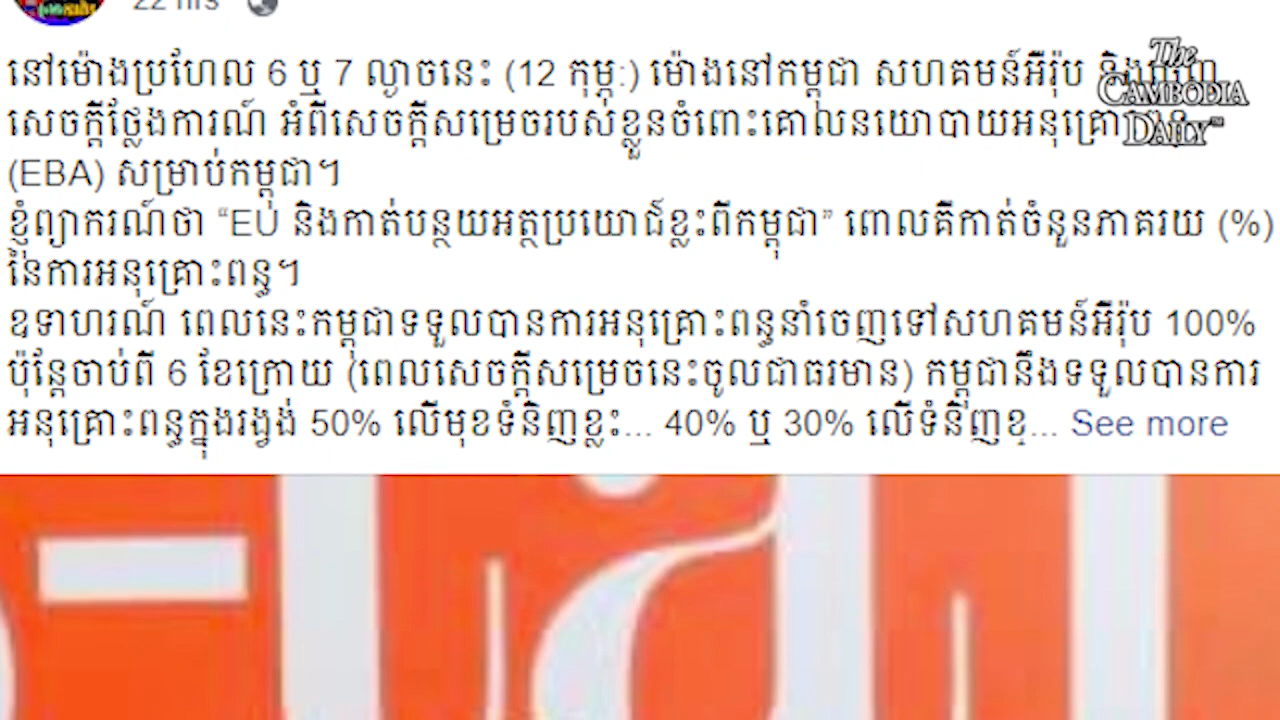 22 hrs
នៅម៉ោងប្រហែល 6 ឬ 7 ល្ងាចនេះ (12 កុម្ភៈ) ម៉ោងនៅកម្ពុជា សហគមន៍អឺរ៉ុប
សេចក្តីថ្លែងការណ៍ អំពីសេចក្តីសម្រេចរបស់ខ្លួនចំពោះគោលនយោបាយ
(EBA) សម្រាប់កម្ពុជា។
ខ្ញុំព្យាករណ៍ថា “EU និងកាត់បន្ថយអត្ថប្រយោជ៍ខ្លះពីកម្ពុជា” ពោលគឺកាត់ចំនួនភាគរយ (%)
នៃការអនុគ្រោះពន្ធ។
ឧទាហរណ៍ ពេលនេះកម្ពុជាទទួលបានការអនុគ្រោះពន្ធនាំចេញទៅសហគមន៍អឺរ៉ុប 100%
ប៉ុន្តែចាប់ពី 6 ខែក្រោយ (ពេលសេចក្តីសម្រេចនេះចូលជាធរមាន) កម្ពុជានឹងទទួលបានការ
អនុគ្រោះពន្ធក្នុងរង្វង់ 50% លើមុខទំនិញខ្លះ... 40% ឬ 30% លើទំនិញខ្... See more
The
CAMBODIA
DAILY